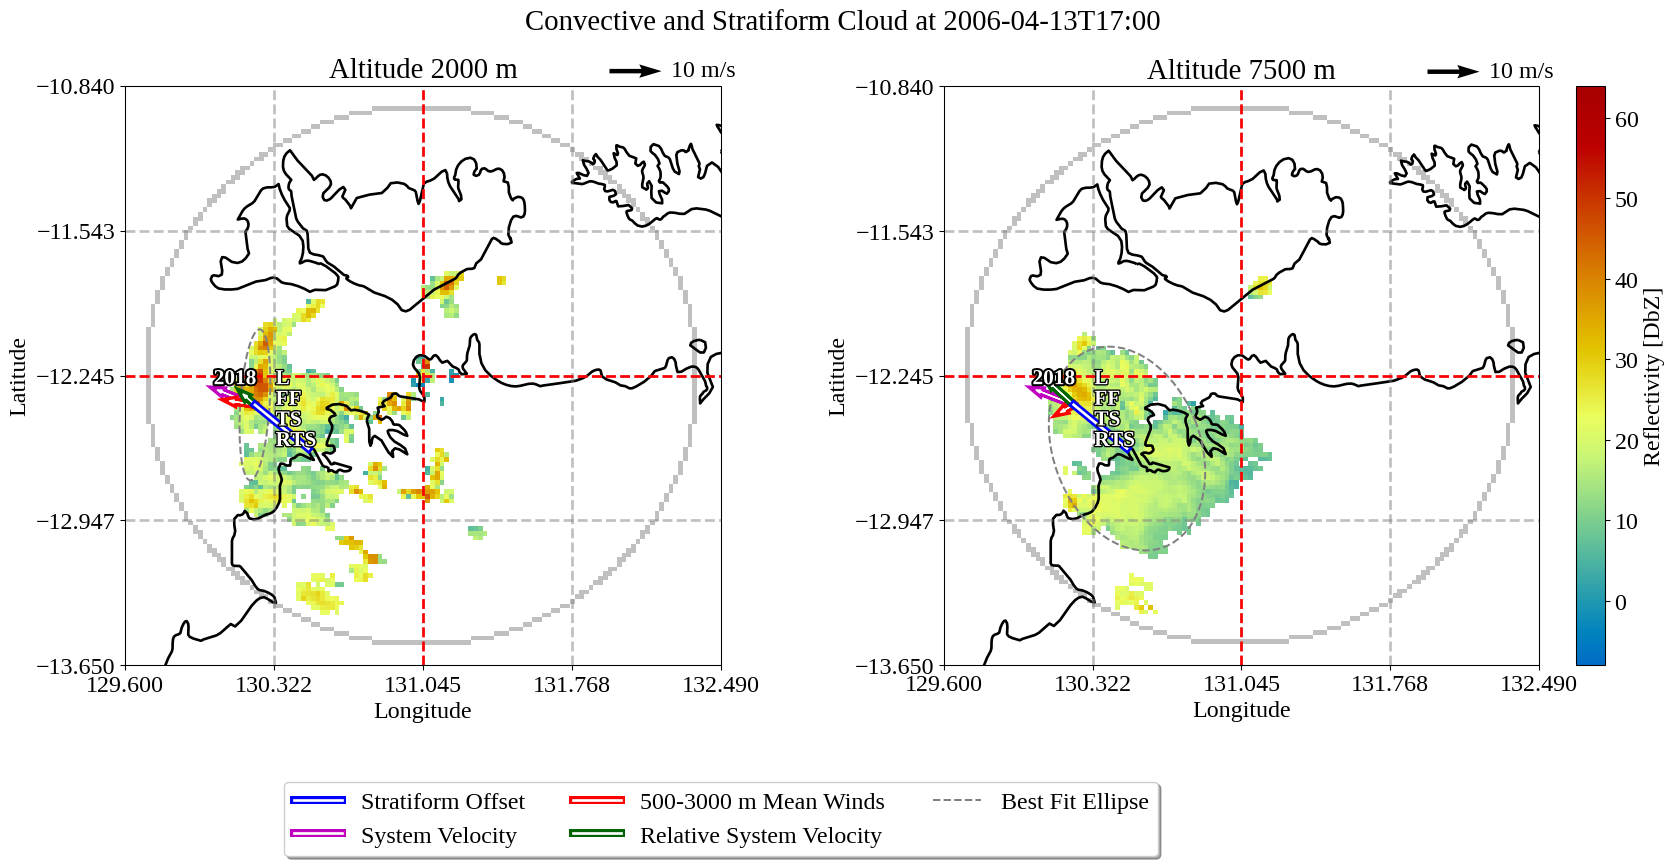 Convective and Stratiform Cloud at 2006-04-13T17:00
Altitude 2000 m
10 m/s
−10.840
−11.543
−12.245
−12.947
−13.650
Latitude
129.600
130.322
131.045
131.768
132.490
Longitude
2018
L
FF
TS
RTS
Altitude 7500 m
10 m/s
−10.840
−11.543
−12.245
−12.947
−13.650
Latitude
129.600
130.322
131.045
131.768
132.490
Longitude
2018
L
FF
TS
RTS
60
50
40
30
20
10
0
Reflectivity [DbZ]
Stratiform Offset
System Velocity
500-3000 m Mean Winds
Relative System Velocity
Best Fit Ellipse